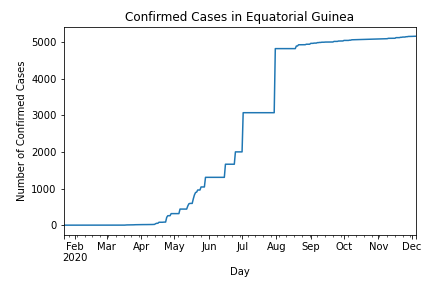 Confirmed Cases in Equatorial Guinea
Number of Confirmed Cases
5000
4000
3000
2000
1000
0
Feb Mar Apr May Jun Jul Aug Sep Oct Nov Dec
2020
Day